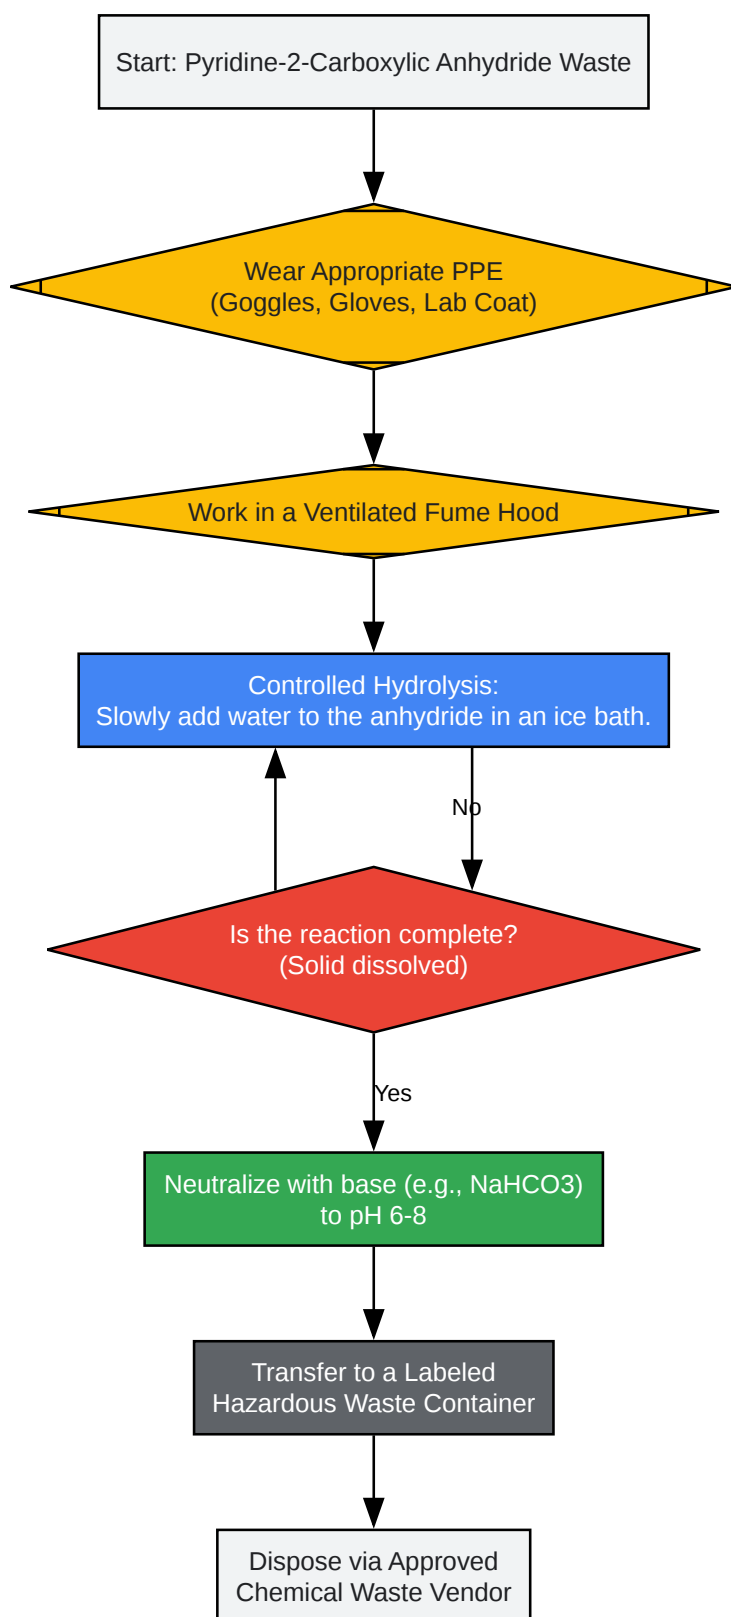 Start: Pyridine-2-Carboxylic Anhydride Waste
Wear Appropriate PPE
(Goggles, Gloves, Lab Coat)
Work in a Ventilated Fume Hood
Controlled Hydrolysis:
Slowly add water to the anhydride in an ice bath.
No
Is the reaction complete?
(Solid dissolved)
Yes
Neutralize with base (e.g., NaHCO3)
to pH 6-8
Transfer to a Labeled
Hazardous Waste Container
Dispose via Approved
Chemical Waste Vendor